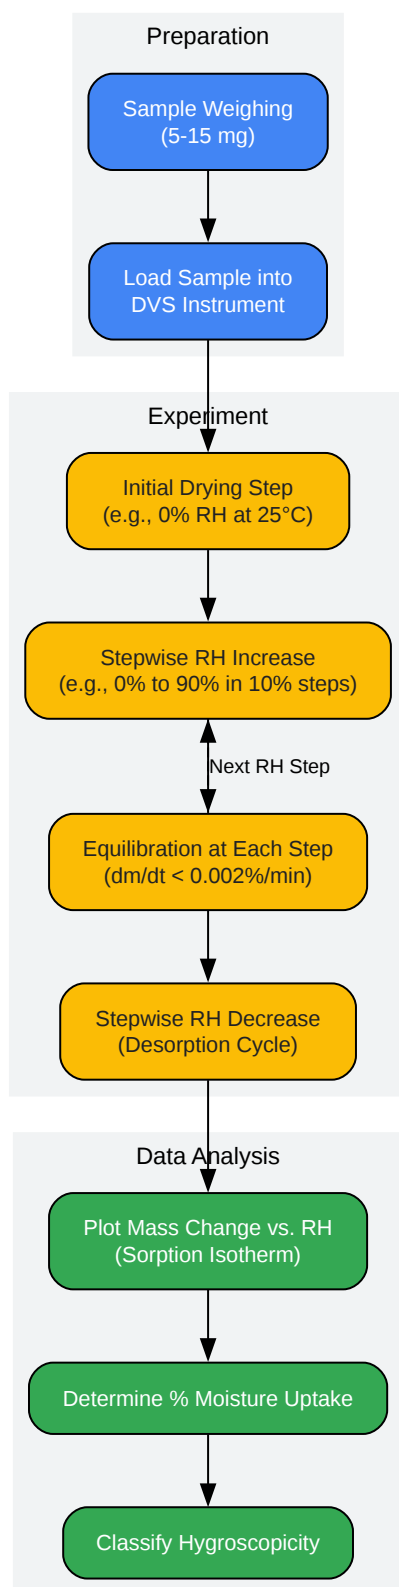 Preparation
Sample Weighing
(5-15 mg)
Load Sample into
DVS Instrument
Experiment
Initial Drying Step
(e.g., 0% RH at 25°C)
Stepwise RH Increase
(e.g., 0% to 90% in 10% steps)
Next RH Step
Equilibration at Each Step
(dm/dt < 0.002%/min)
Stepwise RH Decrease
(Desorption Cycle)
Data Analysis
Plot Mass Change vs. RH
(Sorption Isotherm)
Determine % Moisture Uptake
Classify Hygroscopicity